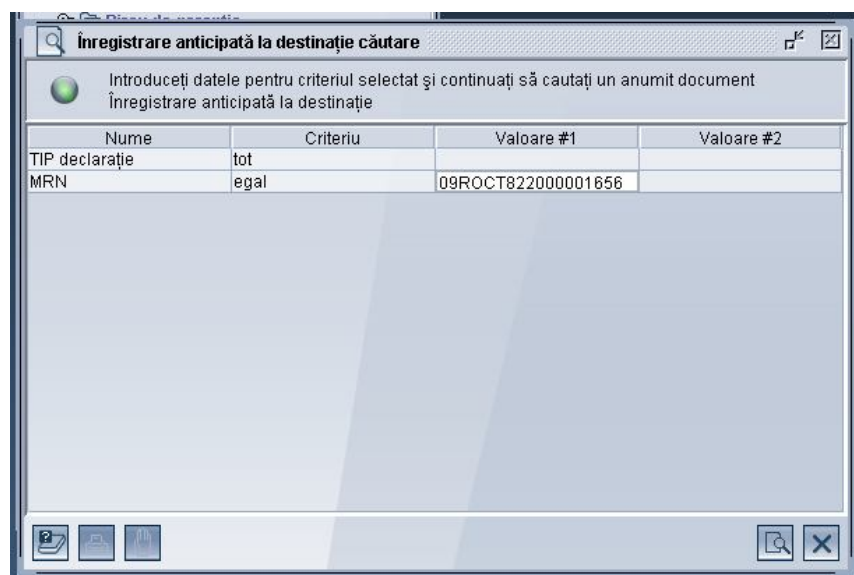 Înregistrare anticipată la destinație căutare
Introduceți datele pentru criteriul selectat şi continuați să cautați un anumit document
Înregistrare anticipată la destinație
Nume Criteriu Valoare #1 Valoare #2
TIP declarație tot
MRN egal 09ROCT822000001656